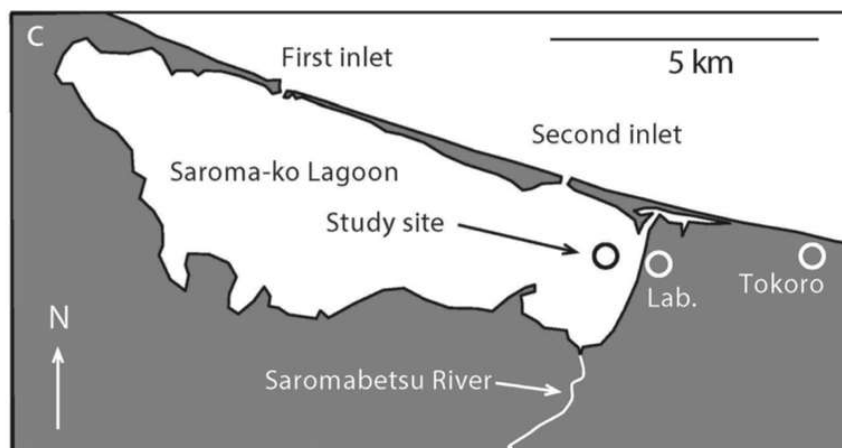 C
First inlet
5 km
Second inlet
Saroma-ko Lagoon
Study site
Lab.
Tokoro
N
Saromabetsu River